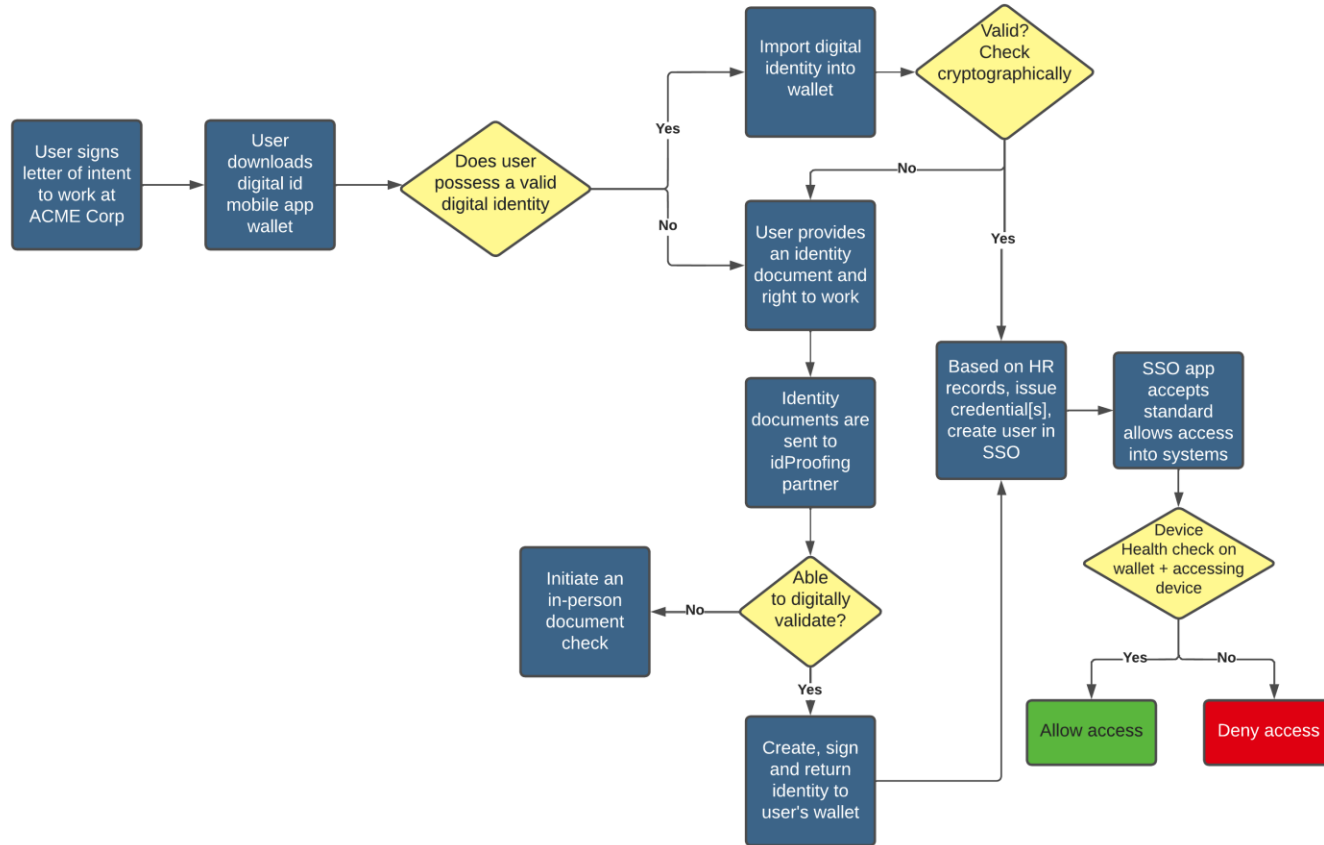 Import digital
identity into
wallet
Valid?
Check
cryptographically
Yes
User signs
letter of intent
to work at
ACME Corp
User
downloads
digital id
mobile app
wallet
Does user
possess a valid
digital identity
No
No
User provides
an identity
document and
right to work
Yes
Identity
documents are
sent to
idProofing
partner
Based on HR
records, issue
credential[s],
create user in
SSO
SSO app
accepts
standard
allows access
into systems
Device
Health check on
wallet + accessing
device
Initiate an
in-person
document
check
No
Able
to digitally
validate?
Yes
Yes
No
Allow access
Deny access
Create, sign
and return
identity to
user's wallet